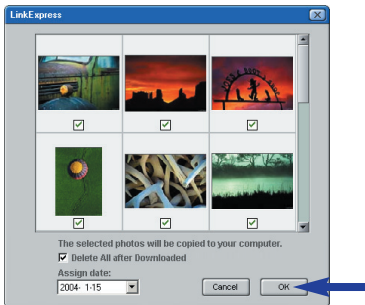 LinkExpress
The selected photos will be copied to your computer.
Delete All after Downloaded
Assign date:
2004- 1-15
Cancel
OK